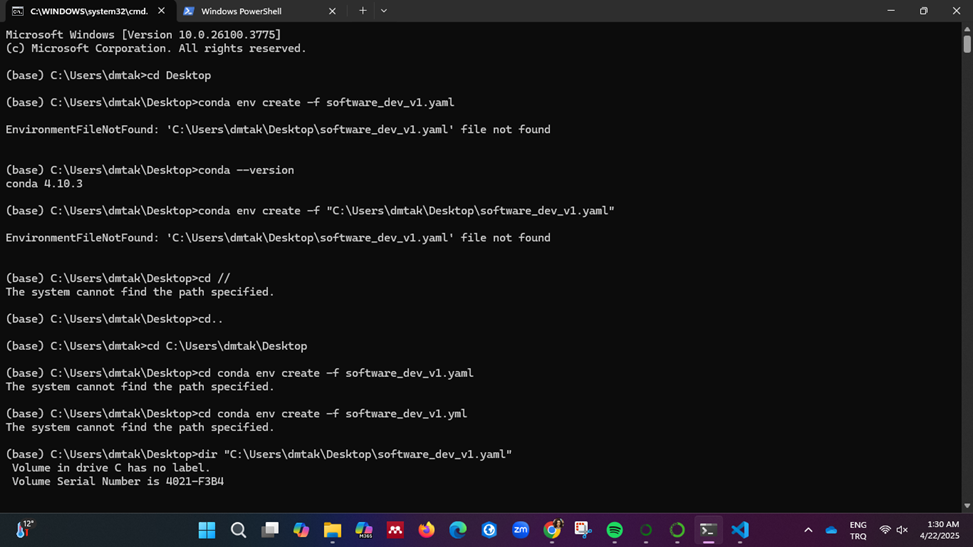 C:\WINDOWS\system32\cmd.
Windows PowerShell
Microsoft Windows [Version 10.0.26100.3775]
(c) Microsoft Corporation. All rights reserved.
(base) C:\Users\dmtak>cd Desktop
(base) C:\Users\dmtak\Desktop>conda env create -f software_dev_v1.yaml
EnvironmentFileNotFound: 'C:\Users\dmtak\Desktop\software_dev_v1.yaml' file not found
(base) C:\Users\dmtak\Desktop>conda --version
conda 4.10.3
(base) C:\Users\dmtak\Desktop>conda env create -f "C:\Users\dmtak\Desktop\software_dev_v1.yaml"
EnvironmentFileNotFound: 'C:\Users\dmtak\Desktop\software_dev_v1.yaml' file not found
(base) C:\Users\dmtak\Desktop>cd //
The system cannot find the path specified.
(base) C:\Users\dmtak\Desktop>cd..
(base) C:\Users\dmtak>cd C:\Users\dmtak\Desktop
(base) C:\Users\dmtak\Desktop>cd conda env create -f software_dev_v1.yaml
The system cannot find the path specified.
(base) C:\Users\dmtak\Desktop>cd conda env create -f software_dev_v1.yml
The system cannot find the path specified.
(base) C:\Users\dmtak\Desktop>dir "C:\Users\dmtak\Desktop\software_dev_v1.yaml"
Volume in drive C has no label.
Volume Serial Number is 4021-F3B4
12°
M365
zm
ENG
TRQ
1:30 AM
4/22/2025